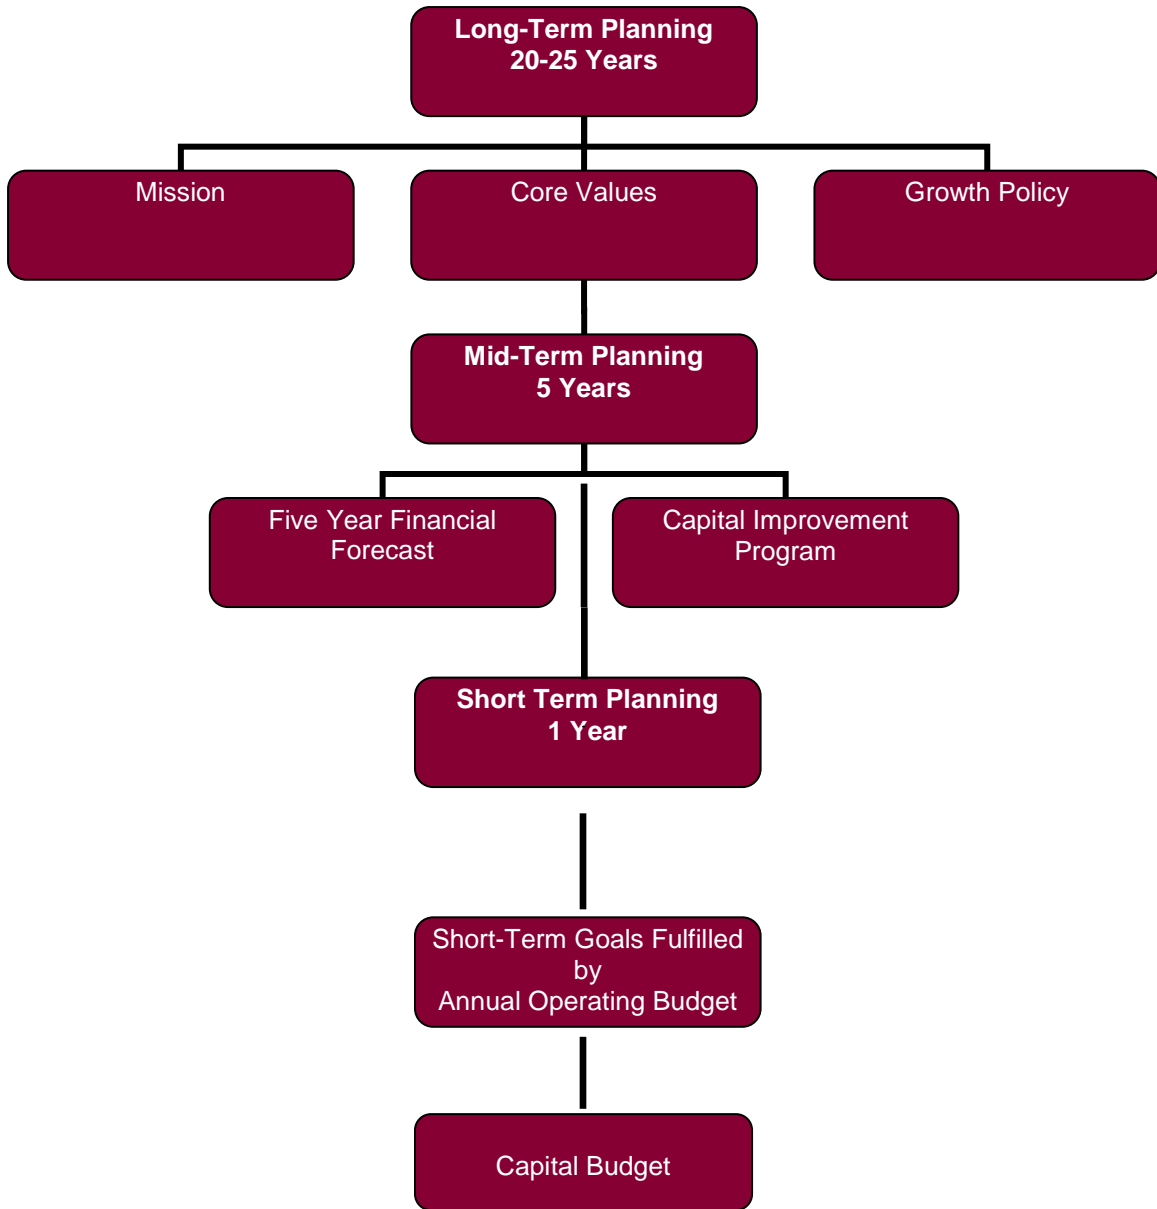 Long-Term Planning
20-25 Years
Mission
Core Values
Growth Policy
Mid-Term Planning
5 Years
Five Year Financial
Forecast
Capital Improvement
Program
Short Term Planning
1 Year
Short-Term Goals Fulfilled
by
Annual Operating Budget
Capital Budget